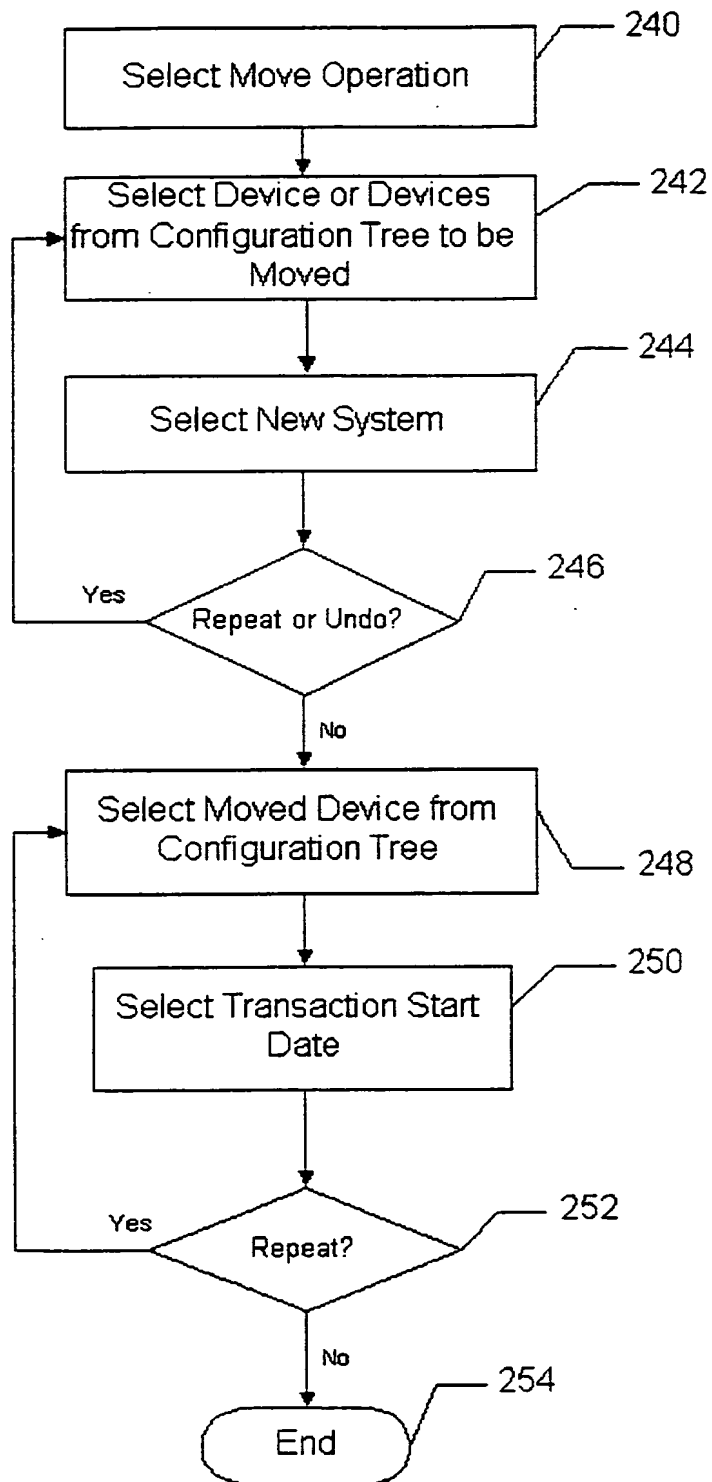 240
Select Move Operation
242
Select Device or Devices
from Configuration Tree to be
Moved
244
Select New System
246
Yes
Repeat or Undo?
No
Select Moved Device from
Configuration Tree
248
250
Select Transaction Start
Date
252
Yes
Repeat?
No
254
End